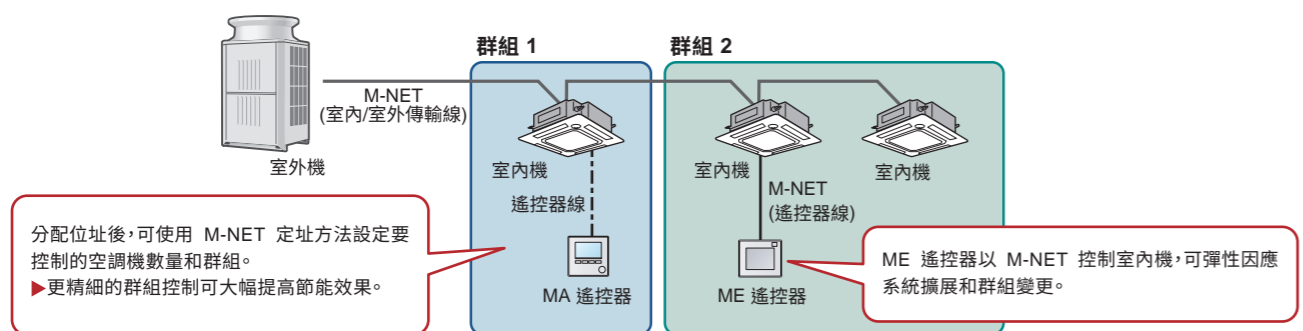 群組 1
群組 2
M-NET
(室內/室外傳輸線)
室外機
室內機
遙控器線
MA 遙控器
室內機
M-NET
(遙控器線)
ME 遙控器
室內機
分配位址後,可使用 M-NET 定址方法設定要
控制的空調機數量和群組。
▶更精細的群組控制可大幅提高節能效果。
ME 遙控器以 M-NET 控制室內機,可彈性因應
系統擴展和群組變更。